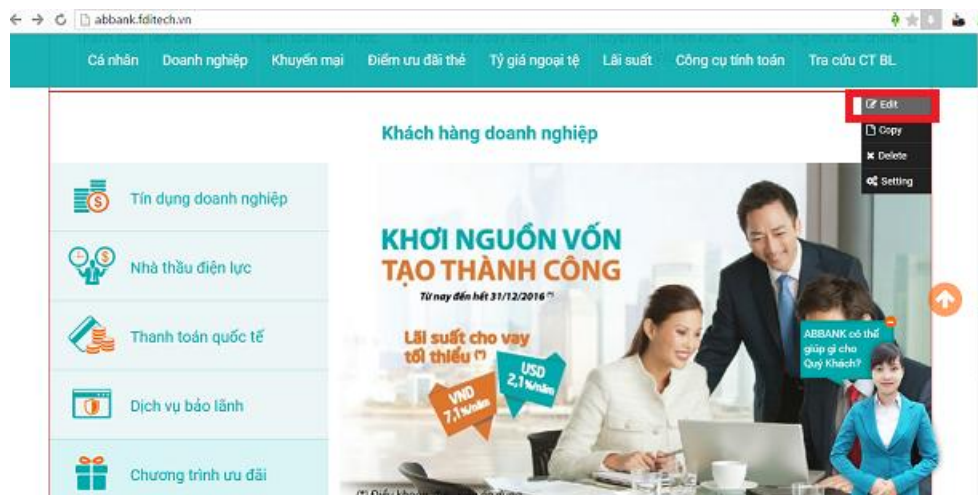 abbank.fditech.vn
Cá nhân Doanh nghiệp Khuyến mại Điểm ưu đãi thẻ Tỷ giá ngoại tệ Lãi suất Công cụ tính toán Tra cứu CT BL
Edit
Copy
Delete
Setting
Khách hàng doanh nghiệp
Tín dụng doanh nghiệp
Nhà thầu điện lực
Thanh toán quốc tế
Dịch vụ bảo lãnh
Chương trình ưu đãi
KHƠI NGUỒN VỐN
TẠO THÀNH CÔNG
Từ nay đến hết 31/12/2016 (*)
Lãi suất cho vay
tối thiểu (*)
USD
2,1%/năm
VND
7,1%/năm
ABBANK có thể
giúp gì cho
Quý Khách?